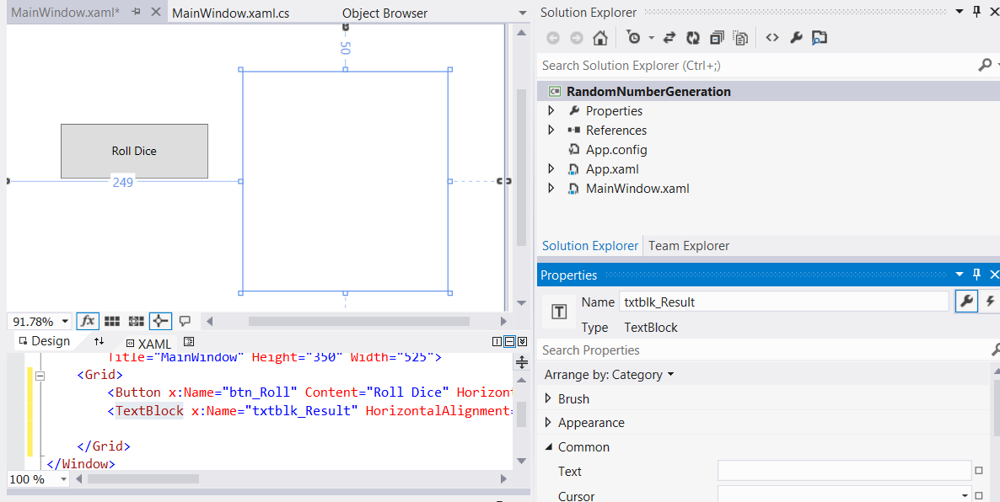 MainWindow.xaml*
MainWindow.xaml.cs
Object Browser
50
Roll Dice
249
91.78%
fx
Design
XAML
Title="MainWindow" Height="350" Width="525">
<Grid>
<Button x:Name="btn_Roll" Content="Roll Dice" Horizont
<TextBlock x:Name="txtblk_Result" HorizontalAlignment=
</Grid>
</Window>
100 %
Solution Explorer
Search Solution Explorer (Ctrl+;)
C#
RandomNumberGeneration
Properties
References
App.config
App.xaml
MainWindow.xaml
Solution Explorer
Team Explorer
Properties
T
Name txtblk_Result
Type TextBlock
Search Properties
Arrange by: Category
Brush
Appearance
Common
Text
Cursor